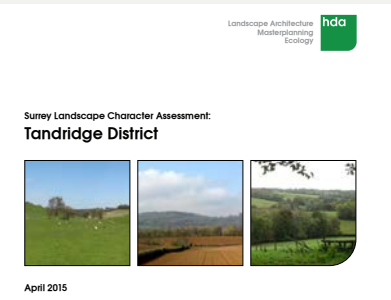 Landscape Architecture
Masterplanning
Ecology
hda
Surrey Landscape Character Assessment:
Tandridge District
April 2015